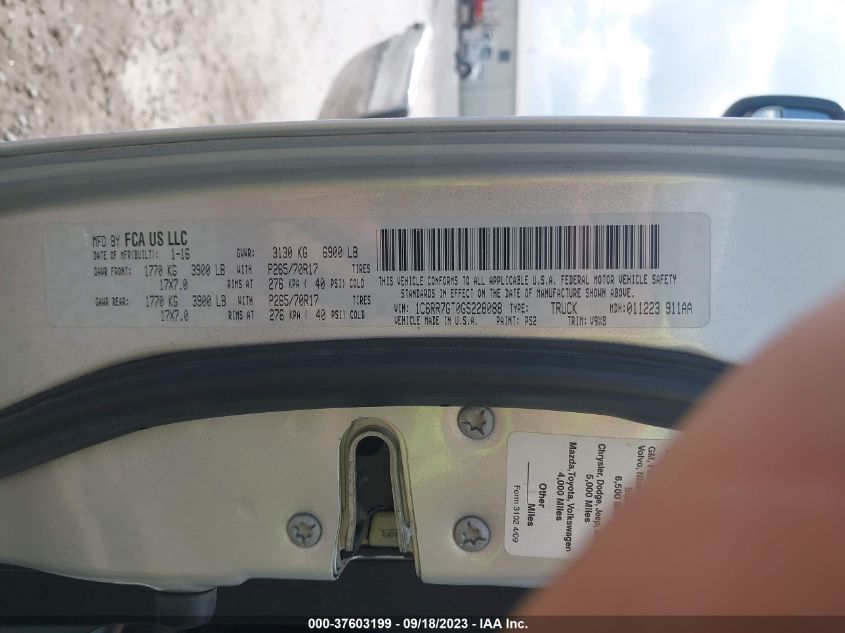 MFD BY FCA US LLC
DATE OF MFR(BUILT): 1-16 GVWR: 3130 KG 6900 LB
GAWR FRONT: 1770 KG 3900 LB WITH P265/70R17 TIRES
17X7.0 RIMS AT 276 KPA ( 40 PSI) COLD
GAWR REAR: 1770 KG 3900 LB WITH P265/70R17 TIRES
17X7.0 RIMS AT 276 KPA ( 40 PSI) COLD
THIS VEHICLE CONFORMS TO ALL APPLICABLE U.S.A. FEDERAL MOTOR VEHICLE SAFETY
STANDARDS IN EFFECT ON THE DATE OF MANUFACTURE SHOWN ABOVE.
VIN: 1C6RR7GT0GS228088 TYPE: TRUCK MDH:011223 911AA
VEHICLE MADE IN U.S.A. PAINT: PS2 TRIM: V9X8
GM,
Volvo,
6,500
Chrysler, Dodge, Jeep,
5,000 Miles
Mazda,Toyota, Volkswagen
4,000 Miles
Other
Miles
Form 3102 4/09
000-37603199 - 09/18/2023 - IAA Inc.